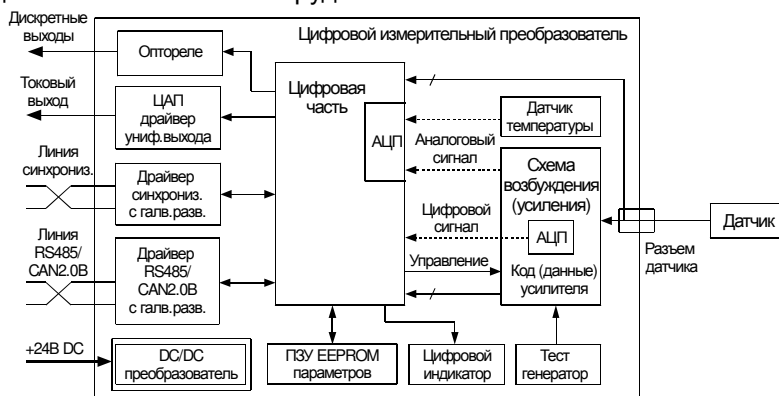 Дискретные
выходы
Оптореле
Цифровой измерительный преобразователь
Токовый
выход
ЦАП
драйвер
униф.выхода
Цифровая
часть
АЦП
Датчик
температуры
Аналоговый
сигнал
Линия
синхрониз.
Драйвер
синхрониз.
с галв.разв.
Схема
возбуждения
(усиления)
АЦП
Код (данные)
усилителя
Цифровой
сигнал
Управление
Датчик
Разъем
датчика
Линия
RS485/
CAN2.0B
Драйвер
RS485/
CAN2.0B
с галв.разв.
+24В DC
DC/DC
преобразователь
ПЗУ EEPROM
параметров
Цифровой
индикатор
Тест
генератор